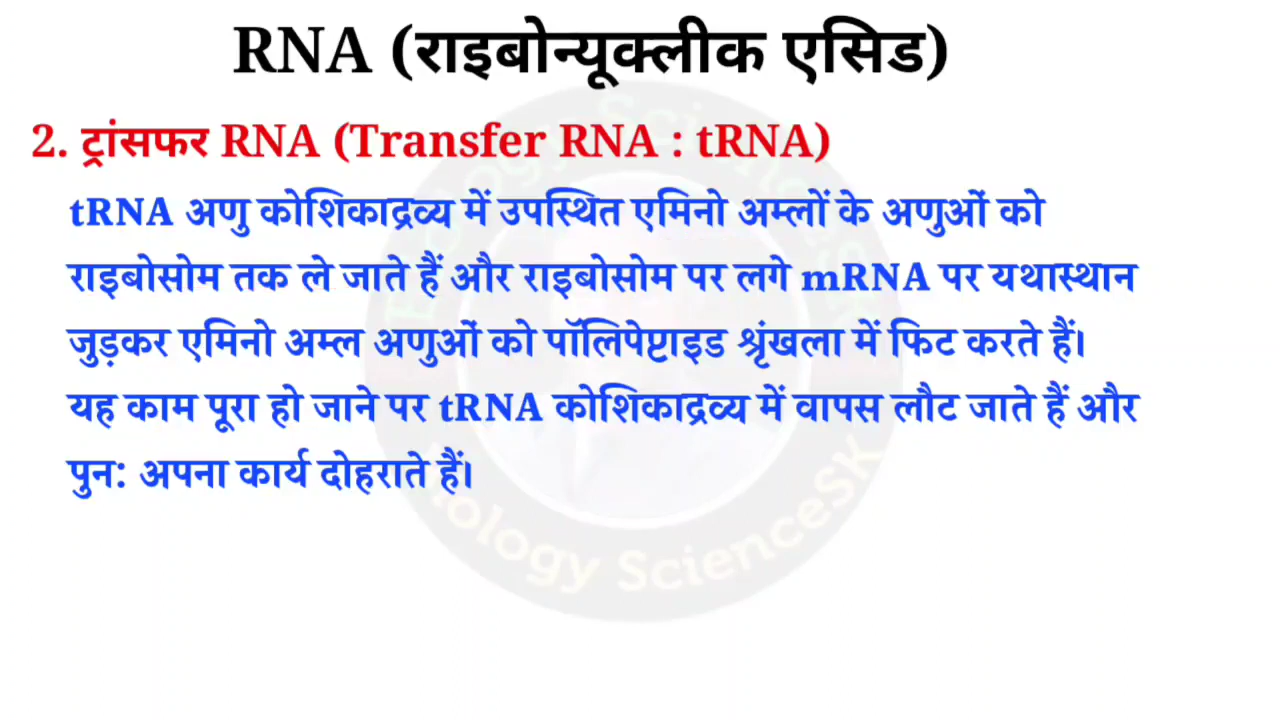 RNA (राइबोन्यूक्लीक एसिड)
2. ट्रांसफर RNA (Transfer RNA : tRNA)
tRNA अणु कोशिकाद्रव्य में उपस्थित एमिनो अम्लों के अणुओं को
राइबोसोम तक ले जाते हैं और राइबोसोम पर लगे mRNA पर यथास्थान
जुड़कर एमिनो अम्ल अणुओं को पॉलिपेप्टाइड श्रृंखला में फिट करते हैं।
यह काम पूरा हो जाने पर tRNA कोशिकाद्रव्य में वापस लौट जाते हैं और
पुन: अपना कार्य दोहराते हैं।